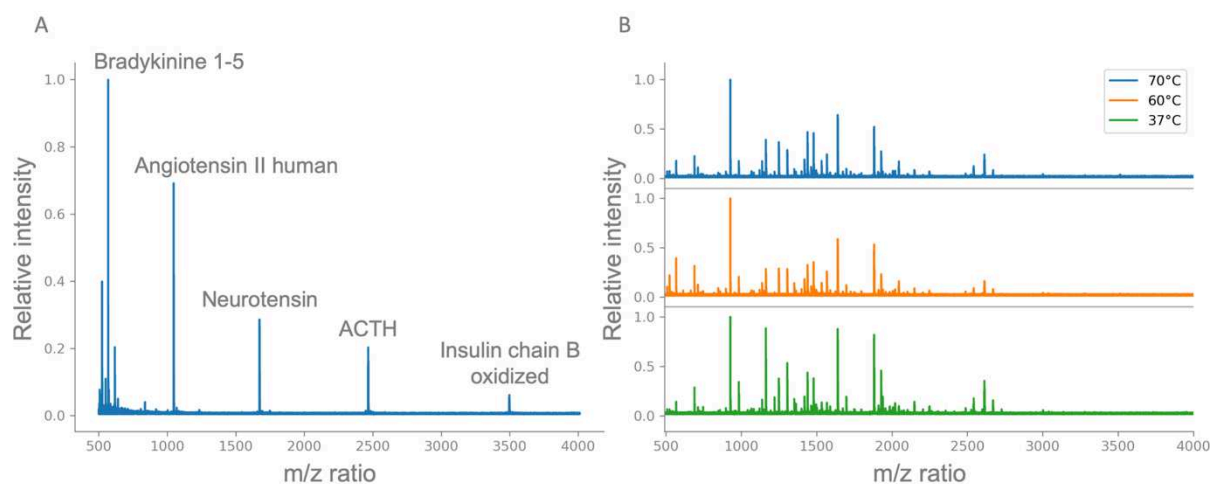 A
Bradykinine 1-5
Angiotensin II human
Neurotensin
ACTH
Insulin chain B
oxidized
1.0
0.8
0.6
0.4
0.2
0.0
Relative intensity
500 1000 1500 2000 2500 3000 3500 4000
m/z ratio
B
70°C
60°C
37°C
1.0
0.5
0.0
1.0
0.5
0.0
1.0
0.5
0.0
Relative intensity
500 1000 1500 2000 2500 3000 3500 4000
m/z ratio